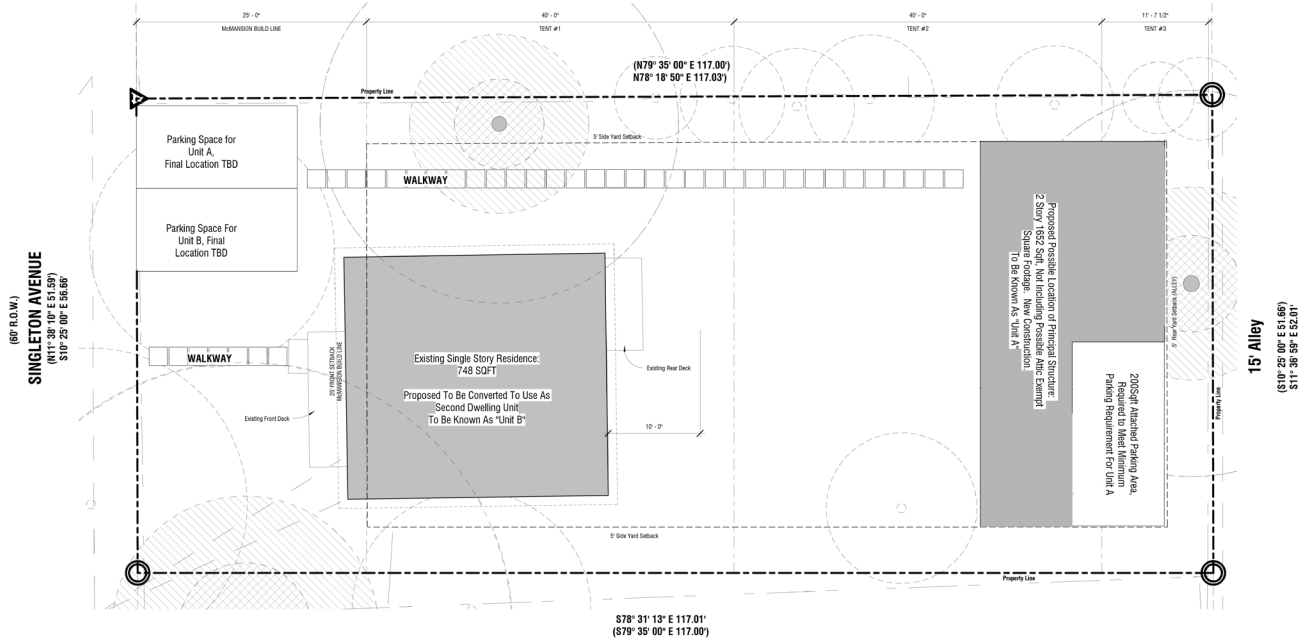 25' - 0"
40' - 0"
40' - 0"
11' - 7 1/2"
McMANSION BUILD LINE
TENT #1
TENT #2
TENT #3
(N79° 35' 00" E 117.00')
N78° 18' 50" E 117.03')
Property Line
5' Side Yard Setback
Parking Space for
Unit A,
Final Location TBD
WALKWAY
Parking Space For
Unit B, Final
Location TBD
(60' R.O.W.)
SINGLETON AVENUE
(N11° 38' 10" E 51.59')
S10° 25' 00" E 56.66'
WALKWAY
25' FRONT SETBACK
Existing Front Deck
Existing Single Story Residence:
748 SQFT
Proposed To Be Converted To Use As
Second Dwelling Unit
To Be Known As "Unit B"
Existing Rear Deck
10' - 0"
Proposed Possible Location of Principal Structure:
2 Story 1652 Sqft, Not Including Possible Attic Exempt
Square Footage. New Construction.
To Be Known As "Unit A"
200Sqft Attached Parking Area,
Required to Meet Minimum
Parking Requirement For Unit A
5' Rear Yard Setback (ALLEY)
Property Line
15' Alley
(S10° 25' 00" E 51.66')
S11° 36' 59" E 52.01'
5' Side Yard Setback
Property Line
S78° 31' 13" E 117.01'
(S79° 35' 00" E 117.00')